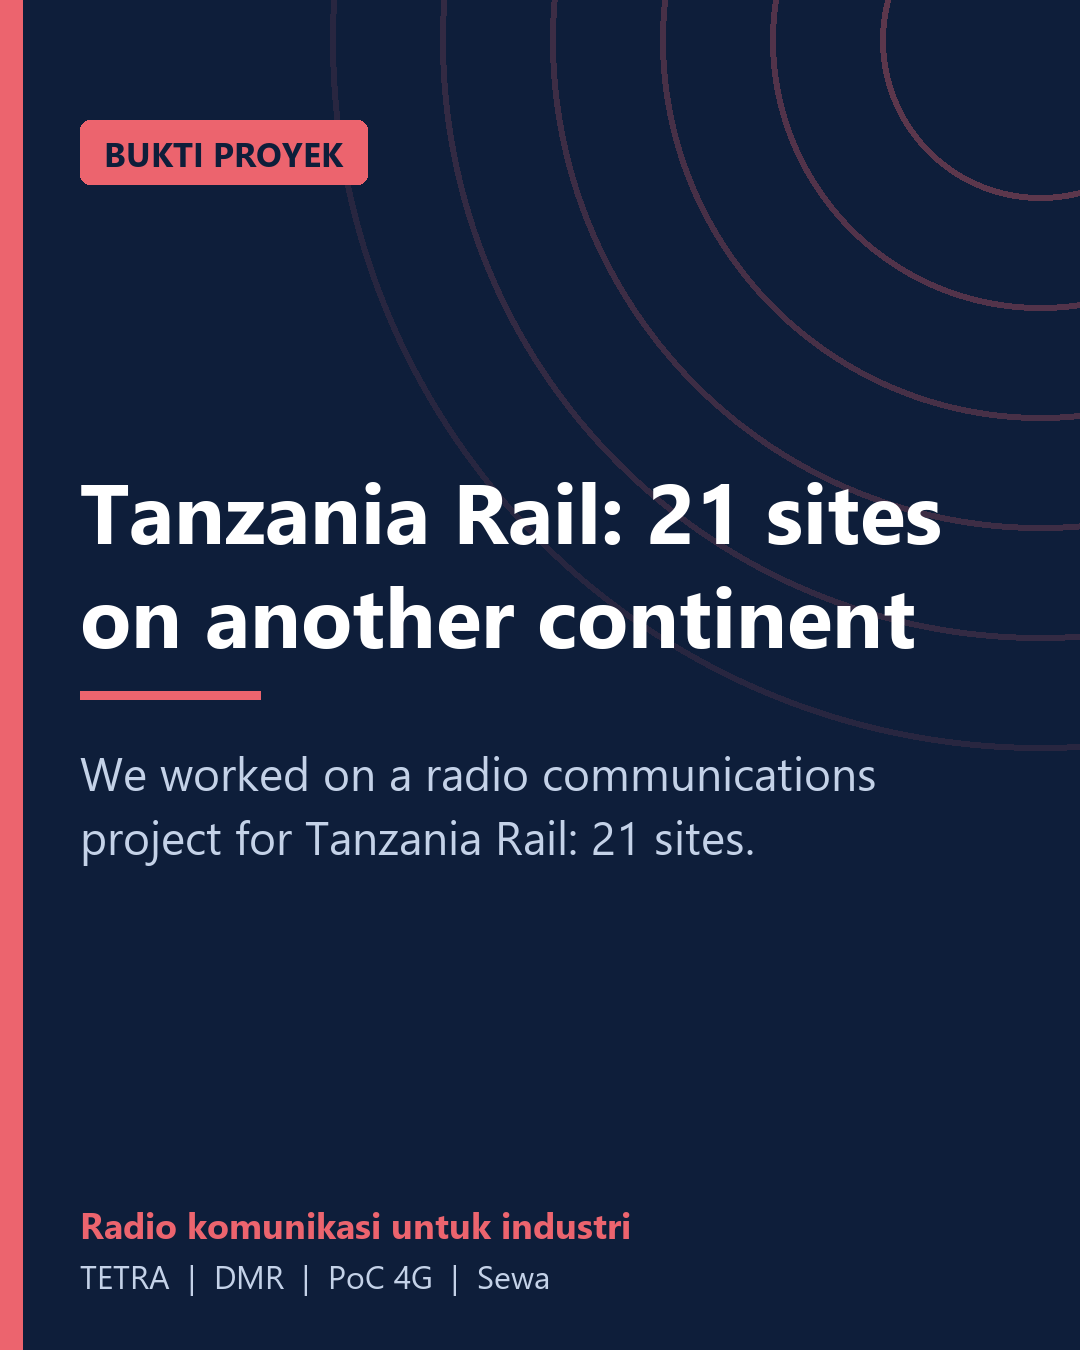 BUKTI PROYEK
Tanzania Rail: 21 sites
on another continent
We worked on a radio communications
project for Tanzania Rail: 21 sites.
Radio komunikasi untuk industri
TETRA | DMR | PoC 4G | Sewa